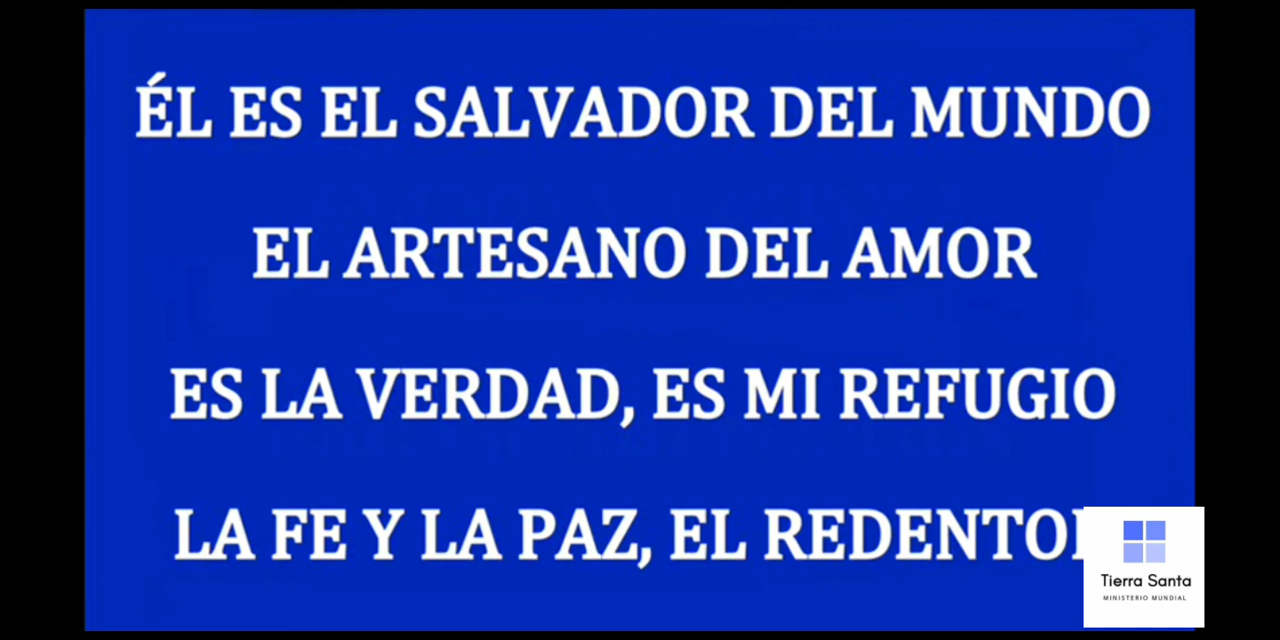 ÉL ES EL SALVADOR DEL MUNDO
EL ARTESANO DEL AMOR
ES LA VERDAD, ES MI REFUGIO
LA FE Y LA PAZ, EL
Tierra Santa
MINISTERIO MUNDIAL